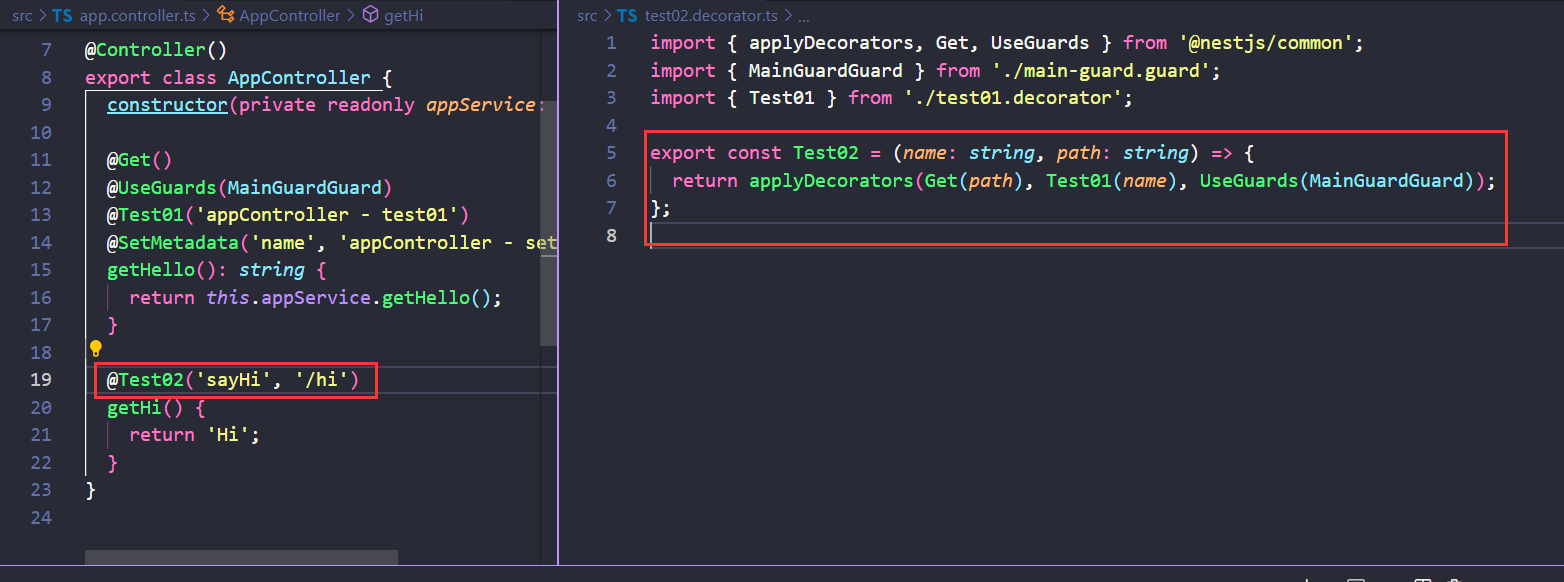 src > TS app.controller.ts > AppController > getHi
7 @Controller()
8 export class AppController {
9 constructor(private readonly appService:
10
11 @Get()
12 @UseGuards(MainGuardGuard)
13 @Test01('appController - test01')
14 @SetMetadata('name', 'appController - set
15 getHello(): string {
16 return this.appService.getHello();
17 }
18
19 @Test02('sayHi', '/hi')
20 getHi() {
21 return 'Hi';
22 }
23 }
24
src > TS test02.decorator.ts > ...
1 import { applyDecorators, Get, UseGuards } from '@nestjs/common';
2 import { MainGuardGuard } from './main-guard.guard';
3 import { Test01 } from './test01.decorator';
4
5 export const Test02 = (name: string, path: string) => {
6 return applyDecorators(Get(path), Test01(name), UseGuards(MainGuardGuard));
7 };
8